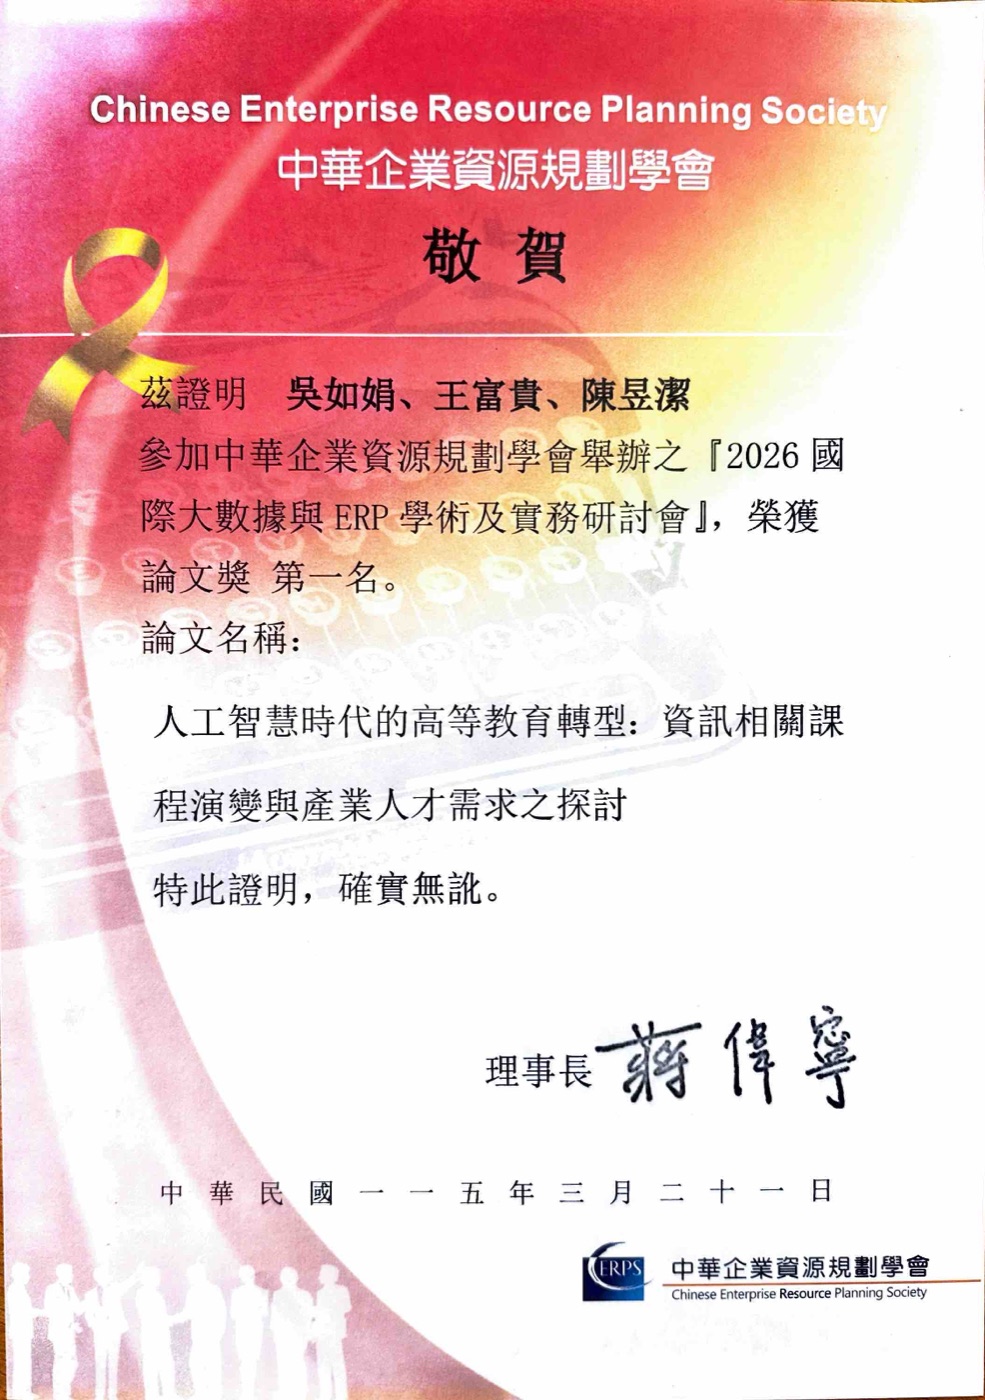 Chinese Enterprise Resource Planning Society
中華企業資源規劃學會
敬 賀
茲證明 吳如娟、王富貴、陳昱潔
參加中華企業資源規劃學會舉辦之『2026 國
際大數據與 ERP 學術及實務研討會』，榮獲
論文獎 第一名。
論文名稱：
人工智慧時代的高等教育轉型：資訊相關課
程演變與產業人才需求之探討
特此證明，確實無訛。
理事長 蔣偉寧
中華民國一一五年三月二十一日
ERPS 中華企業資源規劃學會
Chinese Enterprise Resource Planning Society